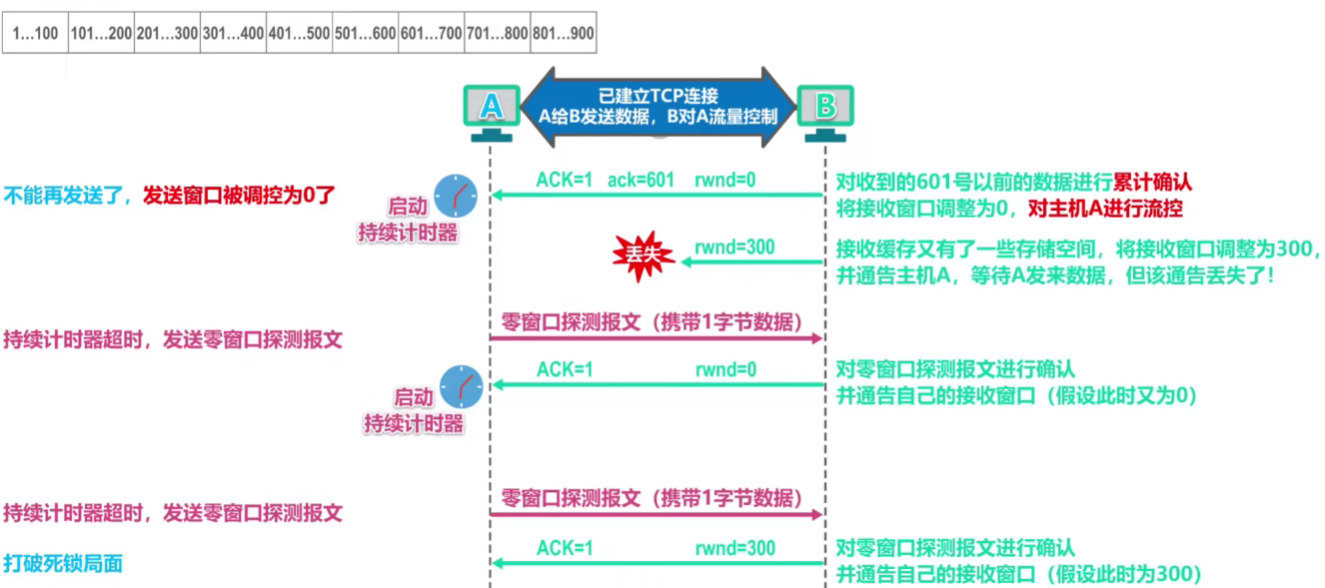 1...100 101...200 201...300 301...400 401...500 501...600 601...700 701...800 801...900
已建立TCP连接
A
A给B发送数据，B对A流量控制
B
不能再发送了，发送窗口被调控为0了
启动
持续计时器
ACK=1 ack=601 rwnd=0
对收到的601号以前的数据进行累计确认
将接收窗口调整为0，对主机A进行流控
丢失
rwnd=300
接收缓存又有了一些存储空间，将接收窗口调整为300，
并通告主机A，等待A发来数据，但该通告丢失了！
持续计时器超时，发送零窗口探测报文
零窗口探测报文（携带1字节数据）
启动
持续计时器
ACK=1 rwnd=0
对零窗口探测报文进行确认
并通告自己的接收窗口（假设此时又为0）
持续计时器超时，发送零窗口探测报文
零窗口探测报文（携带1字节数据）
打破死锁局面
ACK=1 rwnd=300
对零窗口探测报文进行确认
并通告自己的接收窗口（假设此时为300）